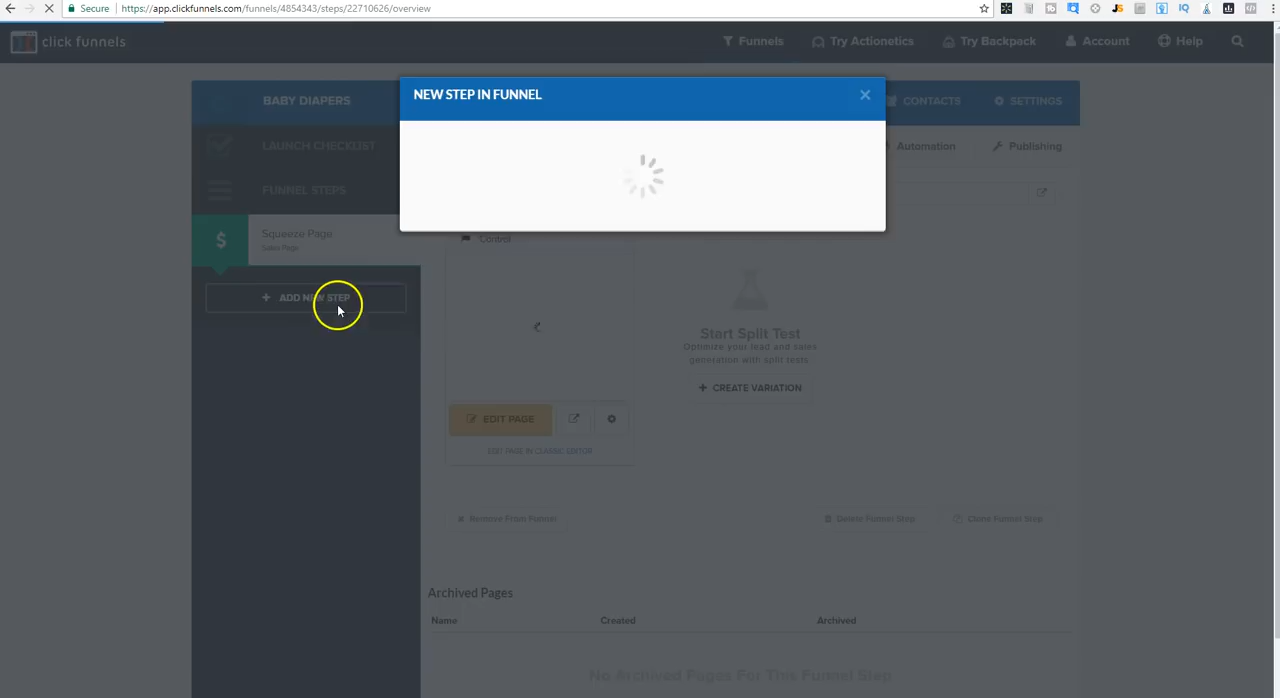 Secure
https://app.clickfunnels.com/funnels/4854343/steps/22710626/overview
click funnels
Funnels
Try Actionetics
Try Backpack
Account
Help
BABY DIAPERS
NEW STEP IN FUNNEL
CONTACTS
SETTINGS
LAUNCH CHECKLIST
Automation
Publishing
FUNNEL STEPS
Squeeze Page
Sales Page
Control
ADD NEW STEP
Start Split Test
Optimize your lead and sales
generation with split tests.
CREATE VARIATION
EDIT PAGE
EDIT PAGE IN CLASSIC EDITOR
Remove From Funnel
Delete Funnel Step
Clone Funnel Step
Archived Pages
Name
Created
Archived
No Archived Pages For This Funnel Step